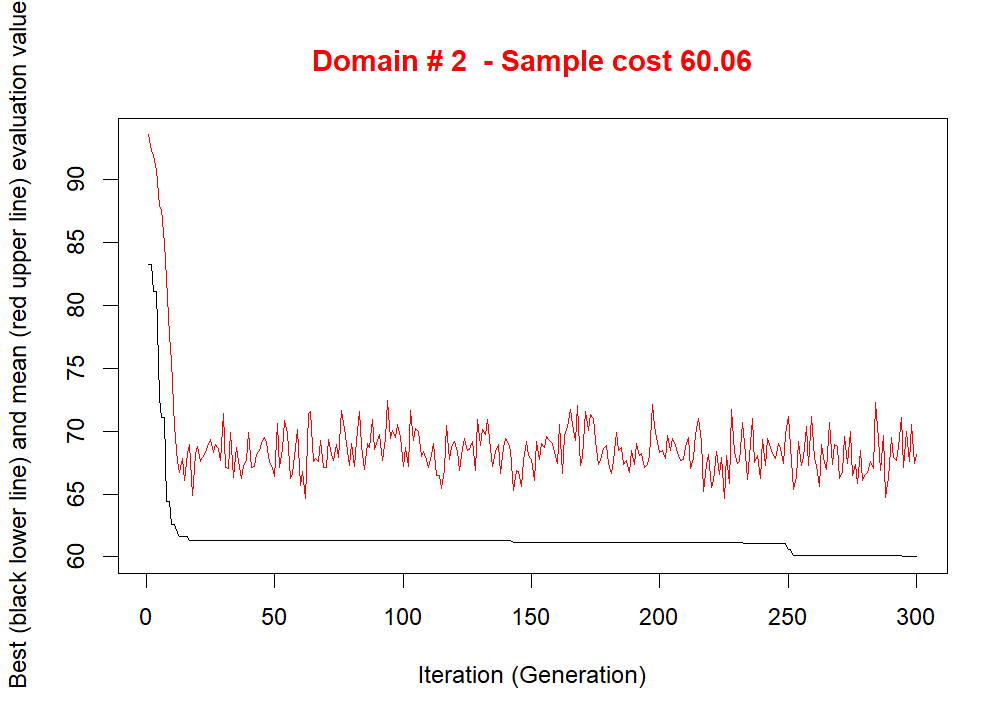 Domain # 2  - Sample cost 60.06
Best (black lower line) and mean (red upper line) evaluation value
90
85
80
75
70
65
60
0 50 100 150 200 250 300
Iteration (Generation)